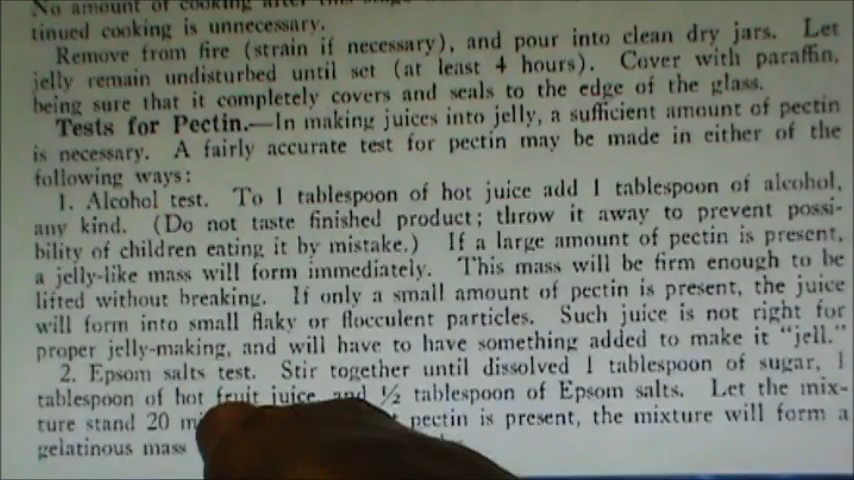 No amount of cooking after this stage
tinued cooking is unnecessary.
Remove from fire (strain if necessary), and pour into clean dry jars. Let
jelly remain undisturbed until set (at least 4 hours). Cover with paraffin,
being sure that it completely covers and seals to the edge of the glass.
Tests for Pectin.—In making juices into jelly, a sufficient amount of pectin
is necessary. A fairly accurate test for pectin may be made in either of the
following ways:
1. Alcohol test. To 1 tablespoon of hot juice add 1 tablespoon of alcohol,
any kind. (Do not taste finished product; throw it away to prevent possi-
bility of children eating it by mistake.) If a large amount of pectin is present,
a jelly-like mass will form immediately. This mass will be firm enough to be
lifted without breaking. If only a small amount of pectin is present, the juice
will form into small flaky or flocculent particles. Such juice is not right for
proper jelly-making, and will have to have something added to make it "jell."
2. Epsom salts test. Stir together until dissolved 1 tablespoon of sugar, 1
tablespoon of hot fruit juice and ½ tablespoon of Epsom salts. Let the mix-
ture stand 20 pectin is present, the mixture will form a
gelatinous mass